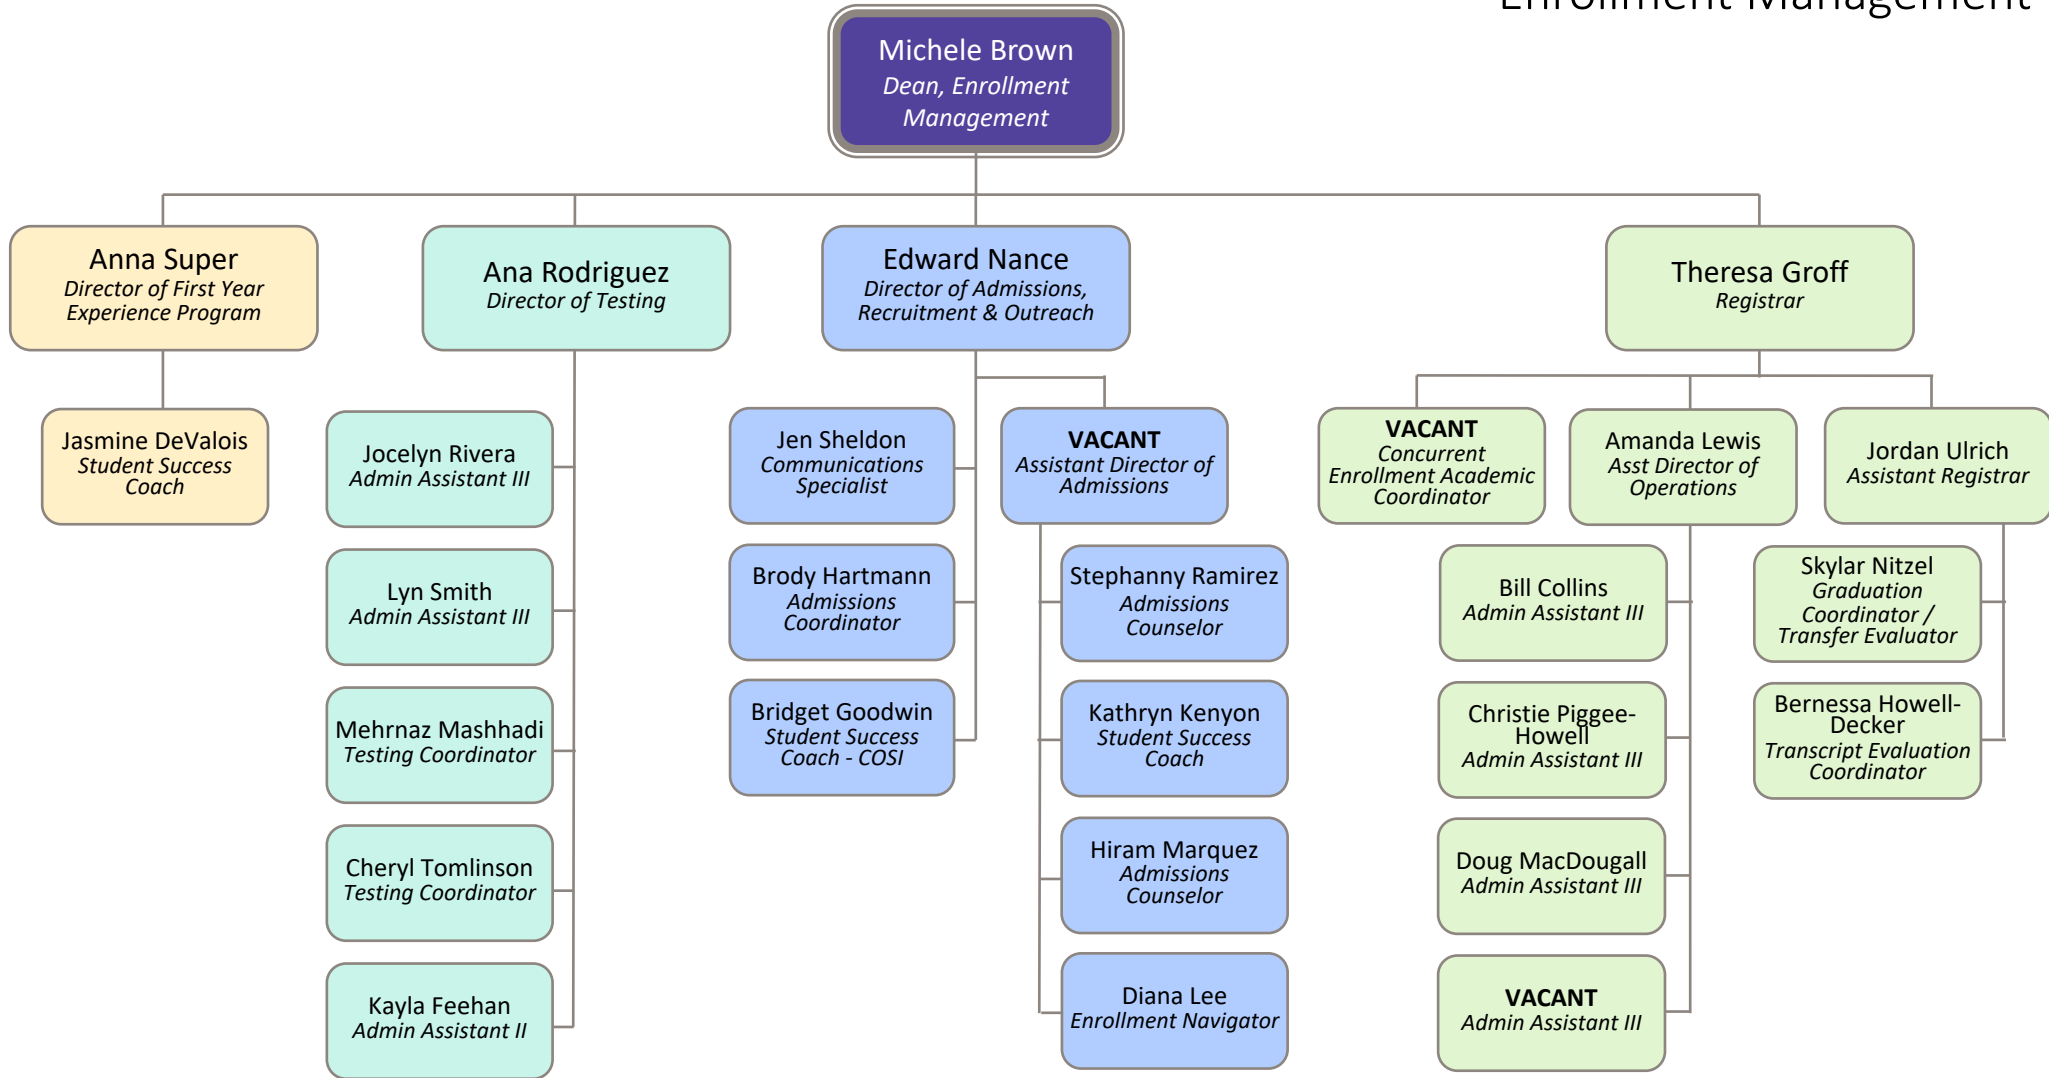 Enrollment Management
Michele Brown
Dean, Enrollment
Management
Anna Super
Director of First Year
Experience Program
Ana Rodriguez
Director of Testing
Edward Nance
Director of Admissions,
Recruitment & Outreach
Theresa Groff
Registrar
Jasmine DeValois
Student Success
Coach
Jocelyn Rivera
Admin Assistant III
Lyn Smith
Admin Assistant III
Mehrnaz Mashhadi
Testing Coordinator
Cheryl Tomlinson
Testing Coordinator
Kayla Feehan
Admin Assistant II
Jen Sheldon
Communications
Specialist
Brody Hartmann
Admissions
Coordinator
Bridget Goodwin
Student Success
Coach - COSI
VACANT
Assistant Director of
Admissions
Stephanny Ramirez
Admissions
Counselor
Kathryn Kenyon
Student Success
Coach
Hiram Marquez
Admissions
Counselor
Diana Lee
Enrollment Navigator
VACANT
Concurrent
Enrollment Academic
Coordinator
Amanda Lewis
Asst Director of
Operations
Bill Collins
Admin Assistant III
Christie Piggee-
Howell
Admin Assistant III
Doug MacDougall
Admin Assistant III
VACANT
Admin Assistant III
Jordan Ulrich
Assistant Registrar
Skylar Nitzel
Graduation
Coordinator /
Transfer Evaluator
Bernessa Howell-
Decker
Transcript Evaluation
Coordinator